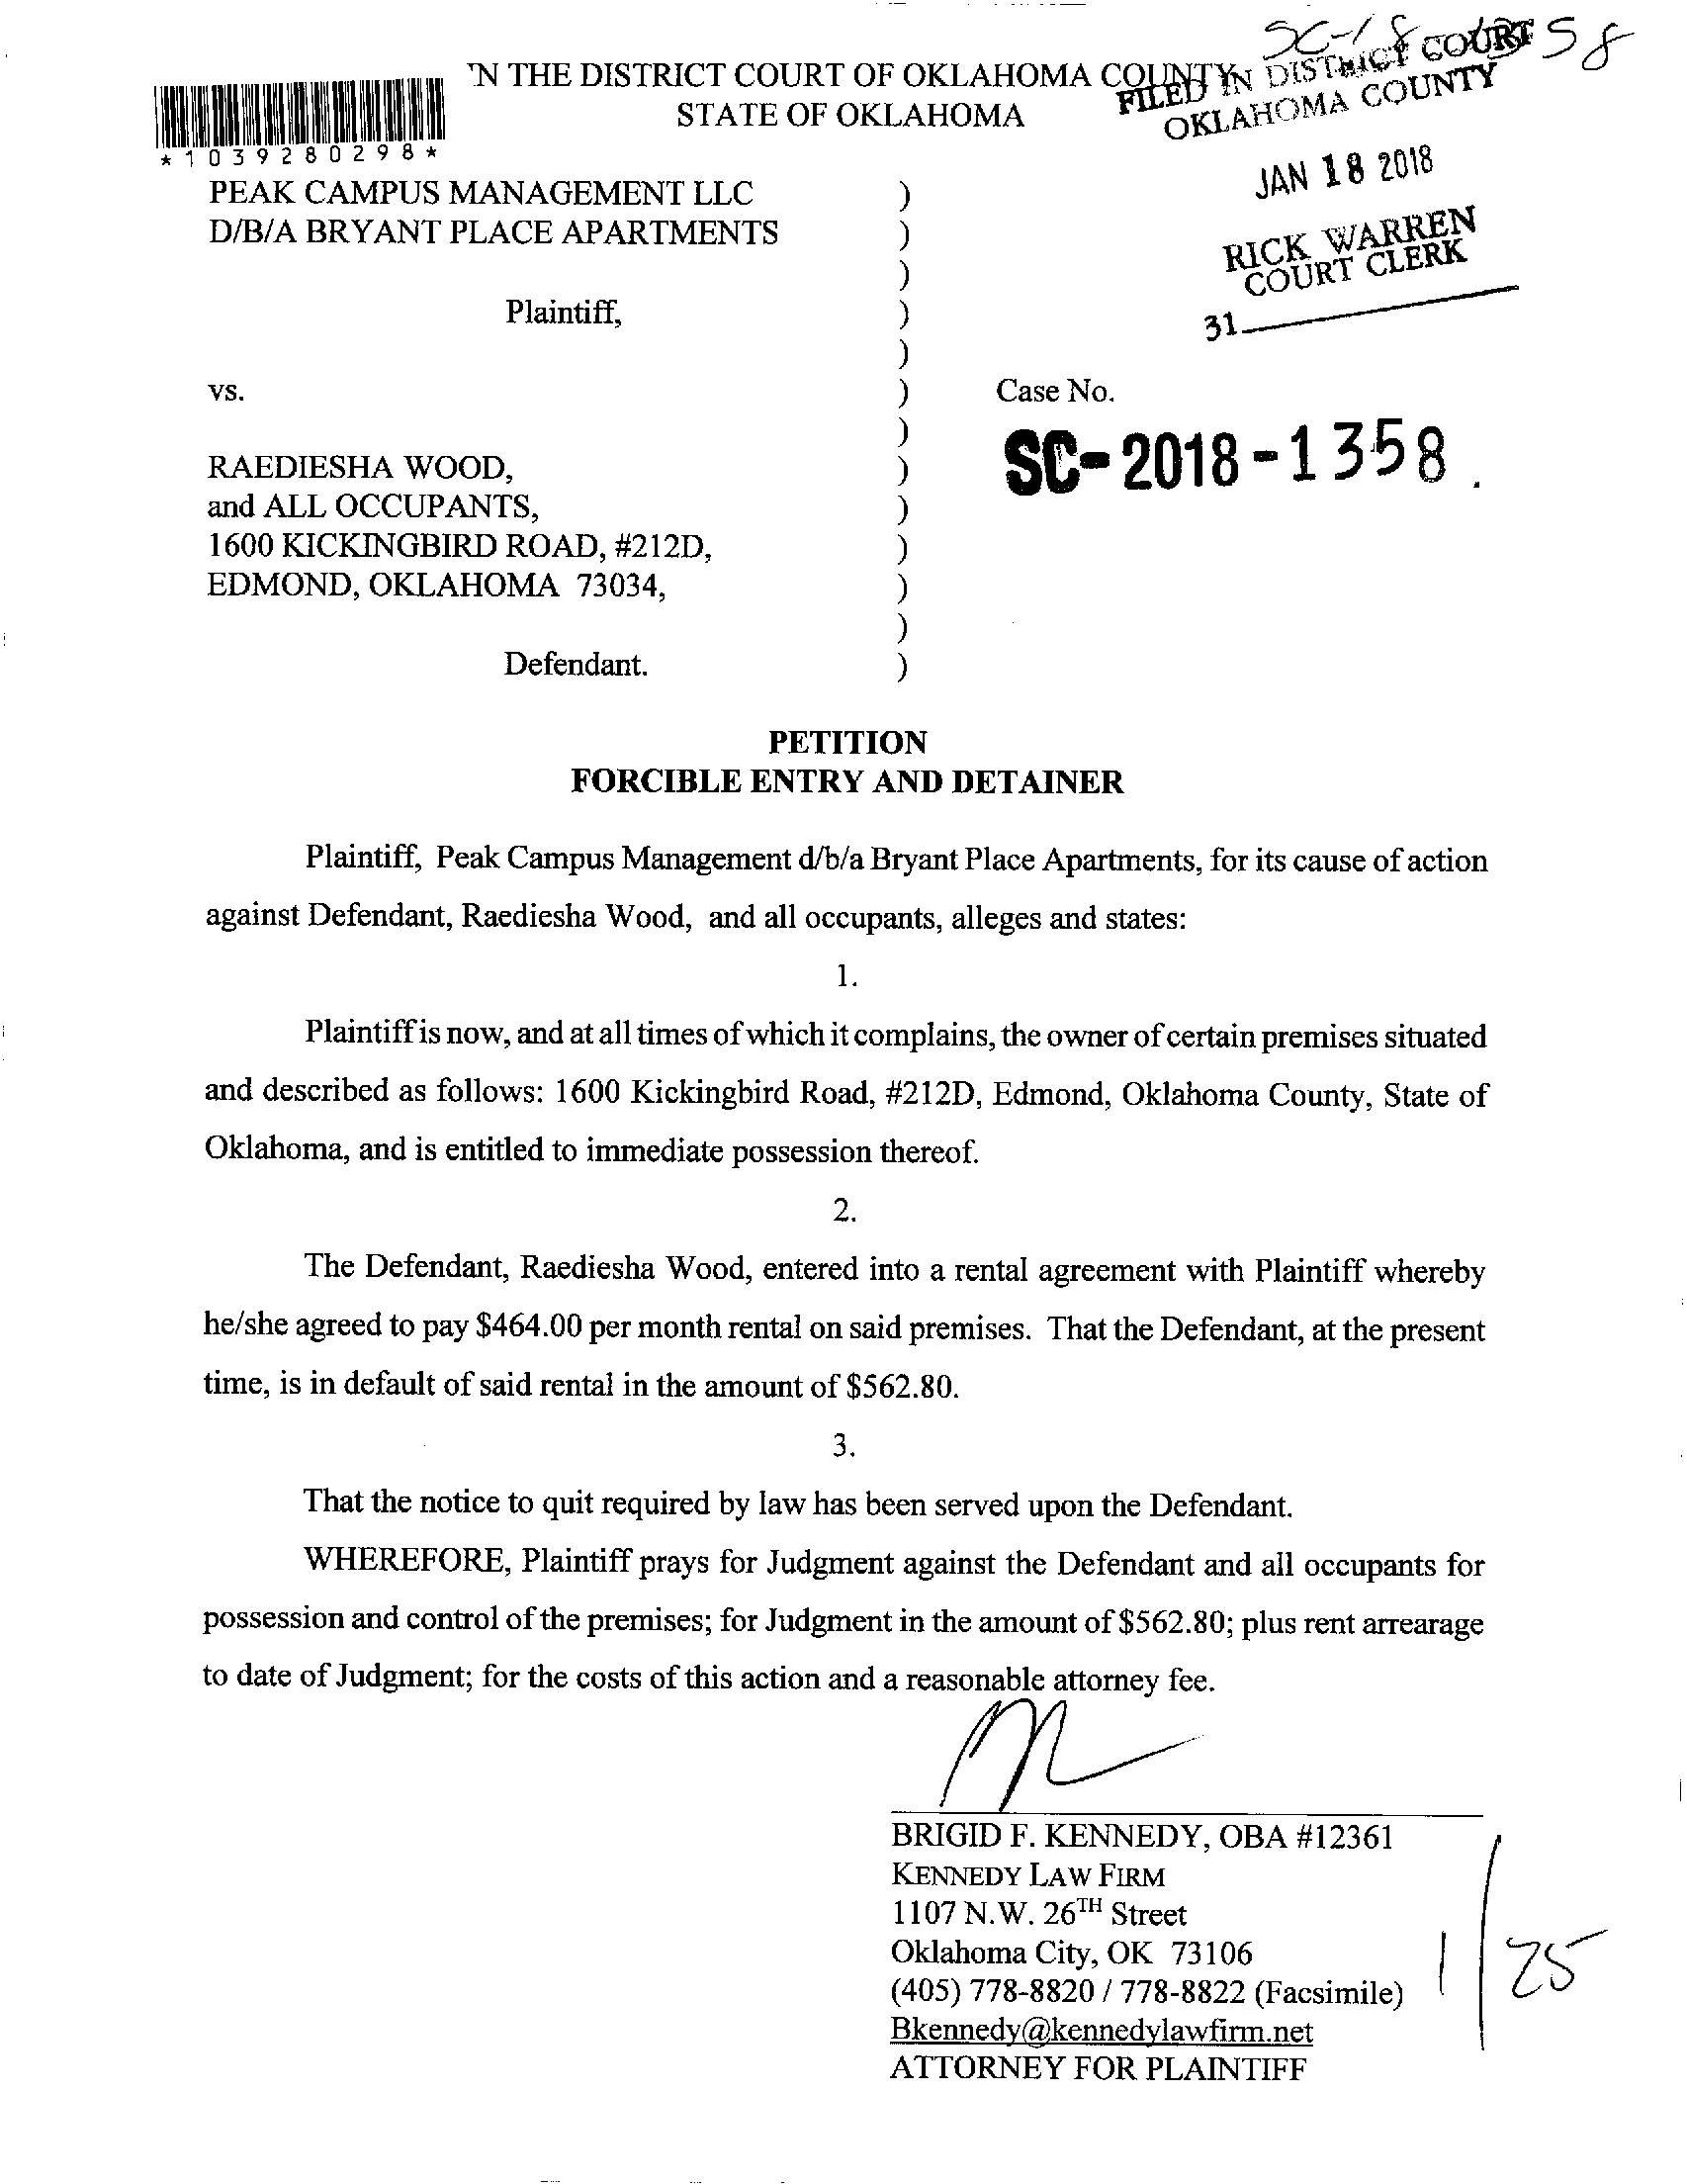 SC-18-1358
'N THE DISTRICT COURT OF OKLAHOMA COUNTY
STATE OF OKLAHOMA
FILED IN DISTRICT COURT
OKLAHOMA COUNTY
JAN 18 2018
RICK WARREN
COURT CLERK
31
*1039280298*
PEAK CAMPUS MANAGEMENT LLC )
D/B/A BRYANT PLACE APARTMENTS )
)
Plaintiff, )
)
vs. ) Case No.
)
SC-2018-1358.
RAEDIESHA WOOD, )
and ALL OCCUPANTS, )
1600 KICKINGBIRD ROAD, #212D, )
EDMOND, OKLAHOMA 73034, )
)
Defendant. )
PETITION
FORCIBLE ENTRY AND DETAINER
Plaintiff, Peak Campus Management d/b/a Bryant Place Apartments, for its cause of action
against Defendant, Raediesha Wood, and all occupants, alleges and states:
1.
Plaintiff is now, and at all times of which it complains, the owner of certain premises situated
and described as follows: 1600 Kickingbird Road, #212D, Edmond, Oklahoma County, State of
Oklahoma, and is entitled to immediate possession thereof.
2.
The Defendant, Raediesha Wood, entered into a rental agreement with Plaintiff whereby
he/she agreed to pay $464.00 per month rental on said premises. That the Defendant, at the present
time, is in default of said rental in the amount of $562.80.
3.
That the notice to quit required by law has been served upon the Defendant.
WHEREFORE, Plaintiff prays for Judgment against the Defendant and all occupants for
possession and control of the premises; for Judgment in the amount of $562.80; plus rent arrearage
to date of Judgment; for the costs of this action and a reasonable attorney fee.
BRIGID F. KENNEDY, OBA #12361
KENNEDY LAW FIRM
1107 N.W. 26TH Street
Oklahoma City, OK 73106
(405) 778-8820 / 778-8822 (Facsimile)
Bkennedy@kennedylawfirm.net
ATTORNEY FOR PLAINTIFF
1/25